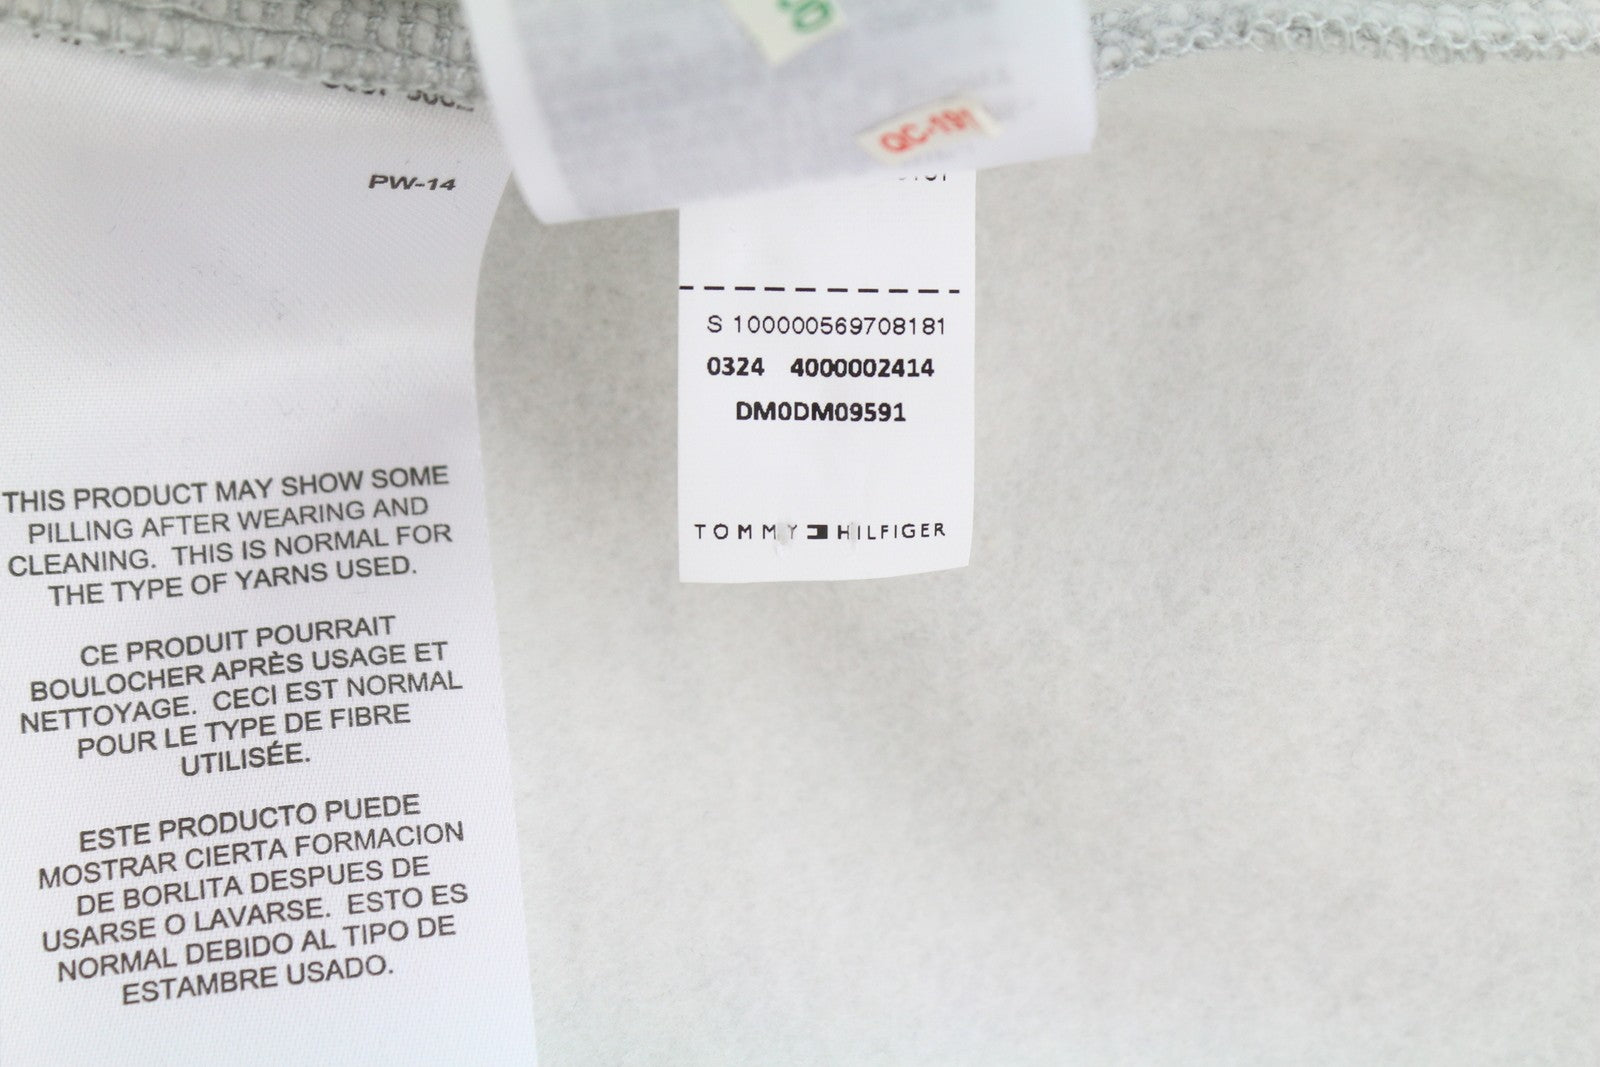 PW-14
THIS PRODUCT MAY SHOW SOME
PILLING AFTER WEARING AND
CLEANING. THIS IS NORMAL FOR
THE TYPE OF YARNS USED.
CE PRODUIT POURRAIT
BOULOCHER APRÈS USAGE ET
NETTOYAGE. CECI EST NORMAL
POUR LE TYPE DE FIBRE
UTILISÉE.
ESTE PRODUCTO PUEDE
MOSTRAR CIERTA FORMACION
DE BORLITA DESPUES DE
USARSE O LAVARSE. ESTO ES
NORMAL DEBIDO AL TIPO DE
ESTAMBRE USADO.
QC-191
S 100000569708181
0324 4000002414
DM0DM09591
TOMMY HILFIGER